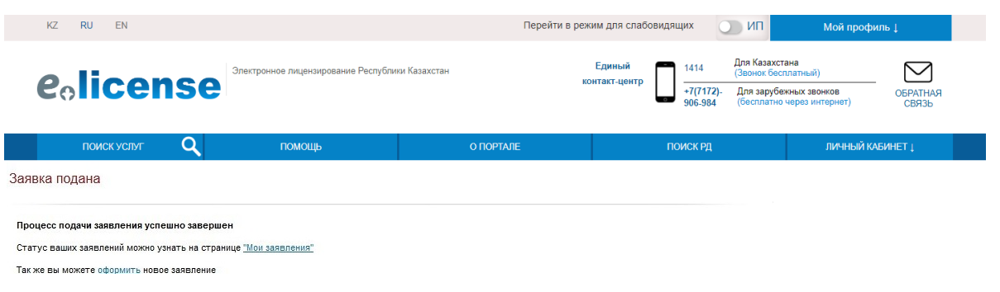 KZ RU EN Перейти в режим для слабовидящих ИП Мой профиль ↓
e.license
Электронное лицензирование Республики Казахстан
Единый
контакт-центр
1414
Для Казахстана
(Звонок бесплатный)
+7(7172)-
906-984
Для зарубежных звонков
(бесплатно через интернет)
ОБРАТНАЯ
СВЯЗЬ
ПОИСК УСЛУГ ПОМОЩЬ О ПОРТАЛЕ ПОИСК РД ЛИЧНЫЙ КАБИНЕТ ↓
Заявка подана
Процесс подачи заявления успешно завершен
Статус ваших заявлений можно узнать на странице "Мои заявления"
Так же вы можете оформить новое заявление